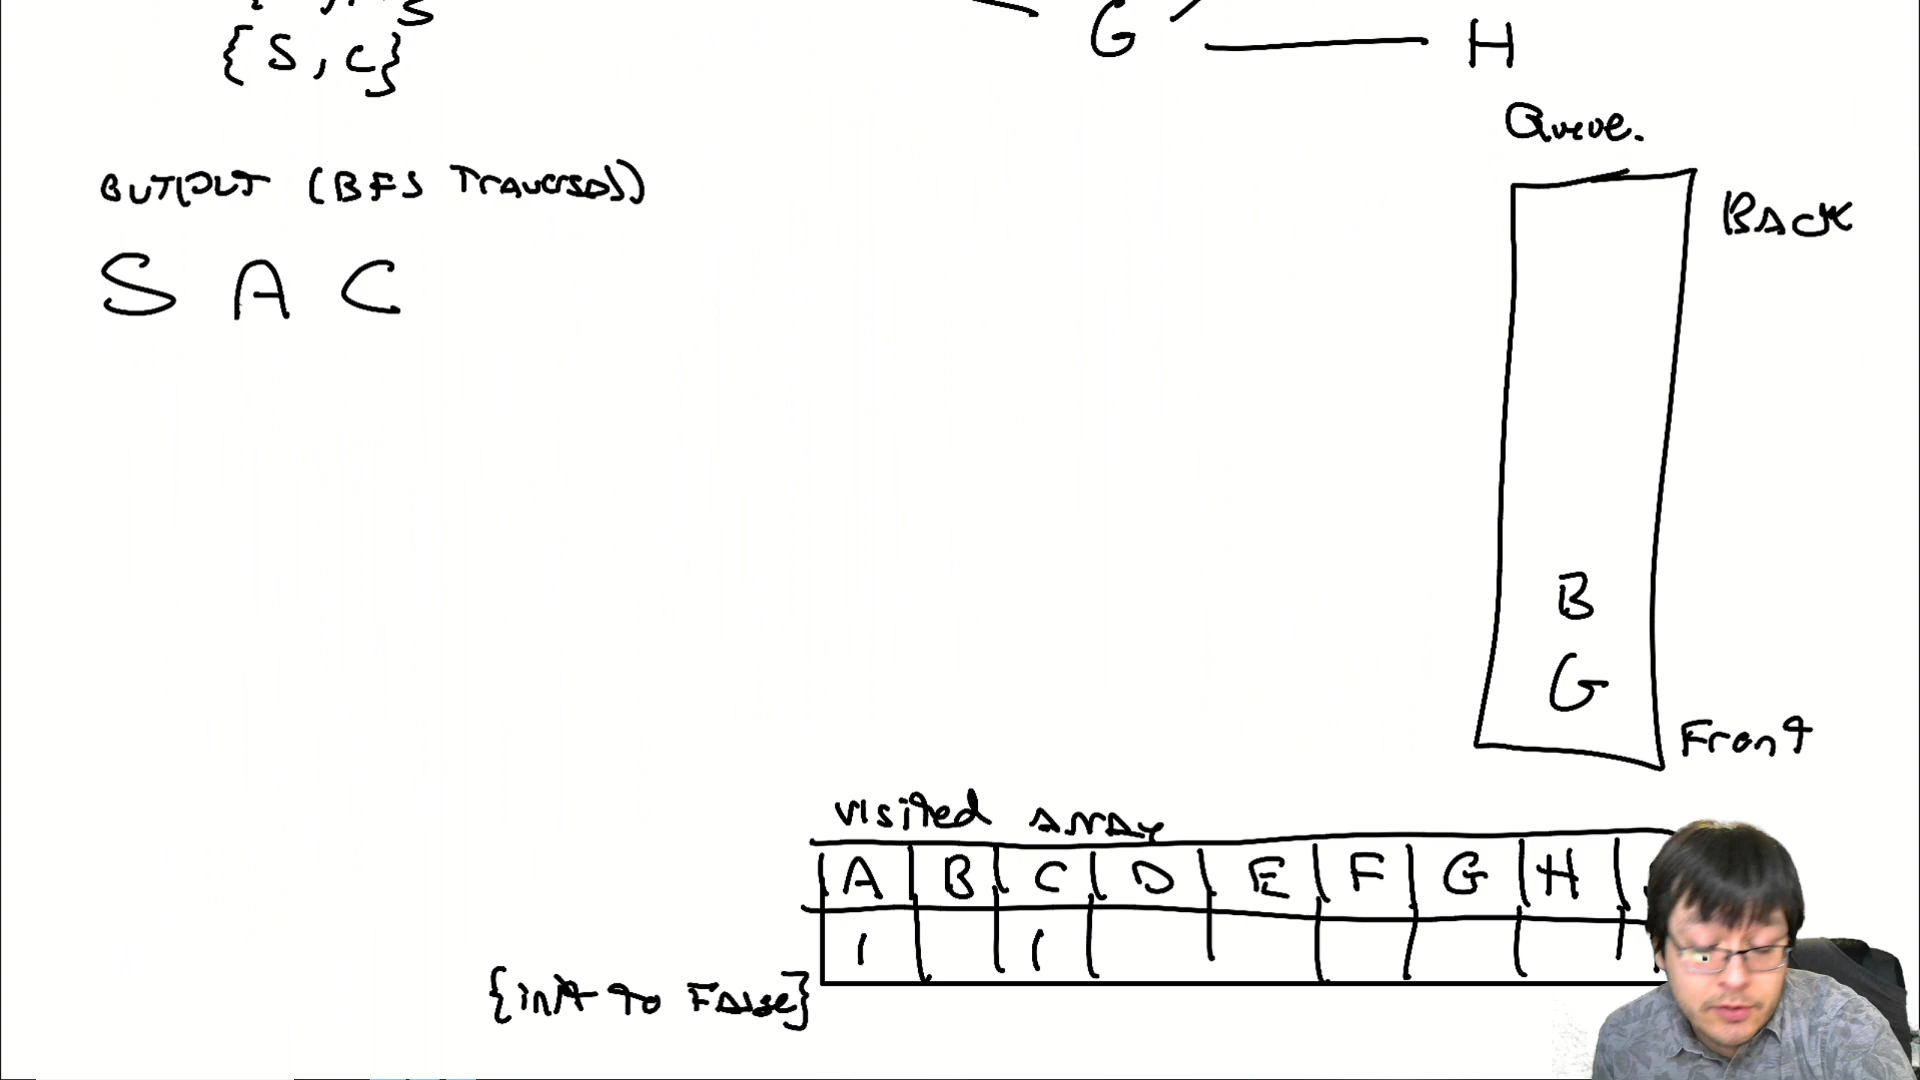 {S, C}
G H
Queue.
OUTPUT (BFS Traversal)
Back
S A C
B
G
Front
visited array
A B C D E F G H
1 1
{init to False}